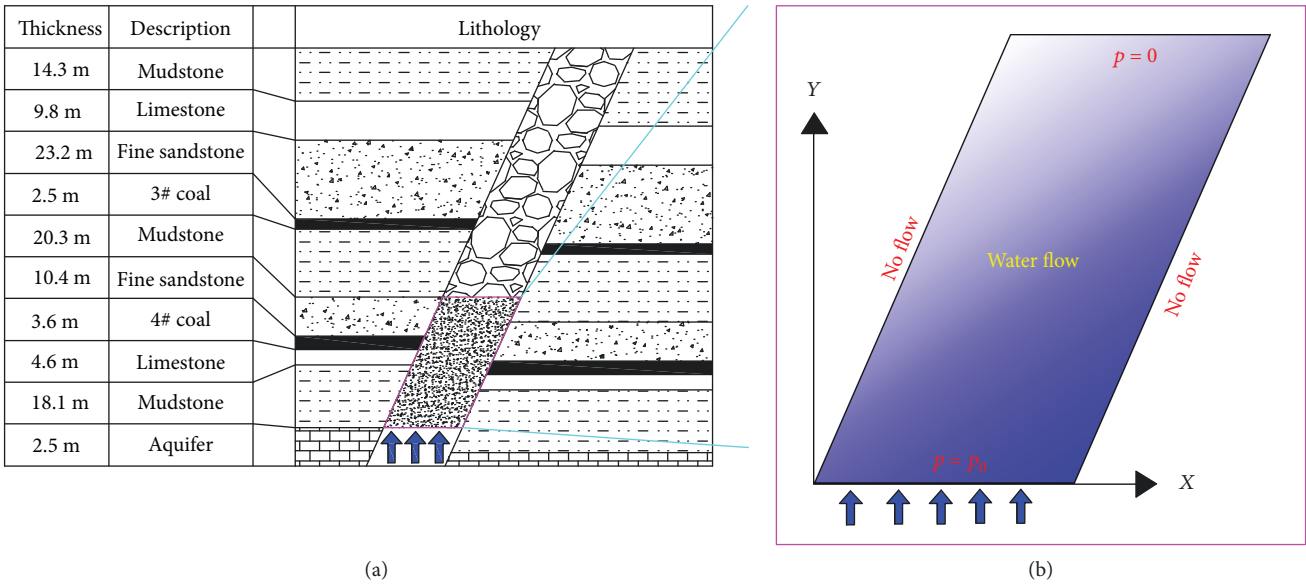 Thickness Description Lithology
14.3 m Mudstone
9.8 m Limestone
23.2 m Fine sandstone
2.5 m 3# coal
20.3 m Mudstone
10.4 m Fine sandstone
3.6 m 4# coal
4.6 m Limestone
18.1 m Mudstone
2.5 m Aquifer
(a)
p = 0
Y
No flow
Water flow
No flow
p = p₀
X
(b)